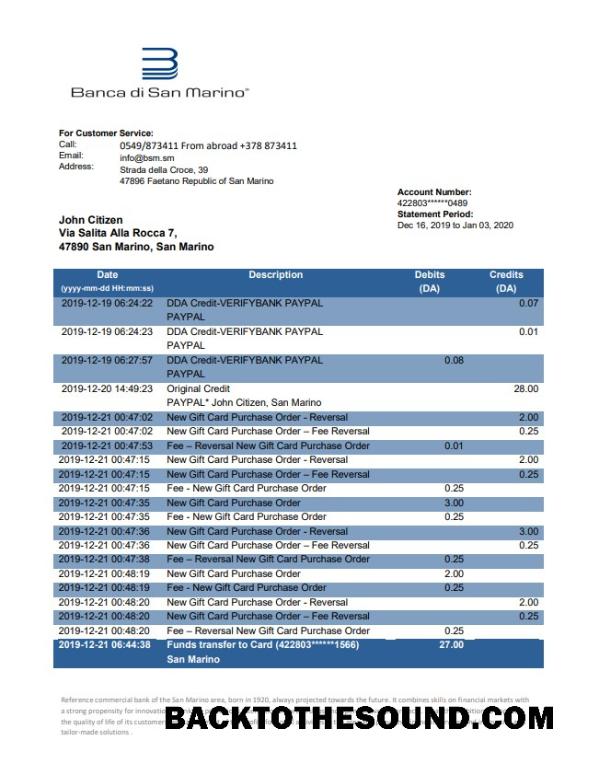 Banca di San Marino®
For Customer Service:
Call: 0549/873411 From abroad +378 873411
Email: info@bsm.sm
Address: Strada della Croce, 39
47896 Faetano Republic of San Marino
Account Number:
422803******0489
Statement Period:
Dec 16, 2019 to Jan 03, 2020
John Citizen
Via Salita Alla Rocca 7,
47890 San Marino, San Marino
Date Description Debits Credits
(yyyy-mm-dd HH:mm:ss) (DA) (DA)
2019-12-19 06:24:22 DDA Credit-VERIFYBANK PAYPAL 0.07
PAYPAL
2019-12-19 06:24:23 DDA Credit-VERIFYBANK PAYPAL 0.01
PAYPAL
2019-12-19 06:27:57 DDA Credit-VERIFYBANK PAYPAL 0.08
PAYPAL
2019-12-20 14:49:23 Original Credit 28.00
PAYPAL* John Citizen, San Marino
2019-12-21 00:47:02 New Gift Card Purchase Order - Reversal 2.00
2019-12-21 00:47:02 New Gift Card Purchase Order – Fee Reversal 0.25
2019-12-21 00:47:53 Fee – Reversal New Gift Card Purchase Order 0.01
2019-12-21 00:47:15 New Gift Card Purchase Order - Reversal 2.00
2019-12-21 00:47:15 New Gift Card Purchase Order – Fee Reversal 0.25
2019-12-21 00:47:15 Fee - New Gift Card Purchase Order 0.25
2019-12-21 00:47:35 New Gift Card Purchase Order 3.00
2019-12-21 00:47:35 Fee - New Gift Card Purchase Order 0.25
2019-12-21 00:47:36 New Gift Card Purchase Order - Reversal 3.00
2019-12-21 00:47:36 New Gift Card Purchase Order – Fee Reversal 0.25
2019-12-21 00:47:38 Fee – Reversal New Gift Card Purchase Order 0.25
2019-12-21 00:48:19 New Gift Card Purchase Order 2.00
2019-12-21 00:48:19 Fee - New Gift Card Purchase Order 0.25
2019-12-21 00:48:20 New Gift Card Purchase Order - Reversal 2.00
2019-12-21 00:48:20 New Gift Card Purchase Order – Fee Reversal 0.25
2019-12-21 00:48:20 Fee – Reversal New Gift Card Purchase Order 0.25
2019-12-21 06:44:38 Funds transfer to Card (422803******1566) 27.00
San Marino
Reference commercial bank of the San Marino area, born in 1920, always projected towards the future. It combines skills on financial markets with
a strong propensity for
the quality of life of its
tailor-made solutions .
BACKTOTHESOUND.COM